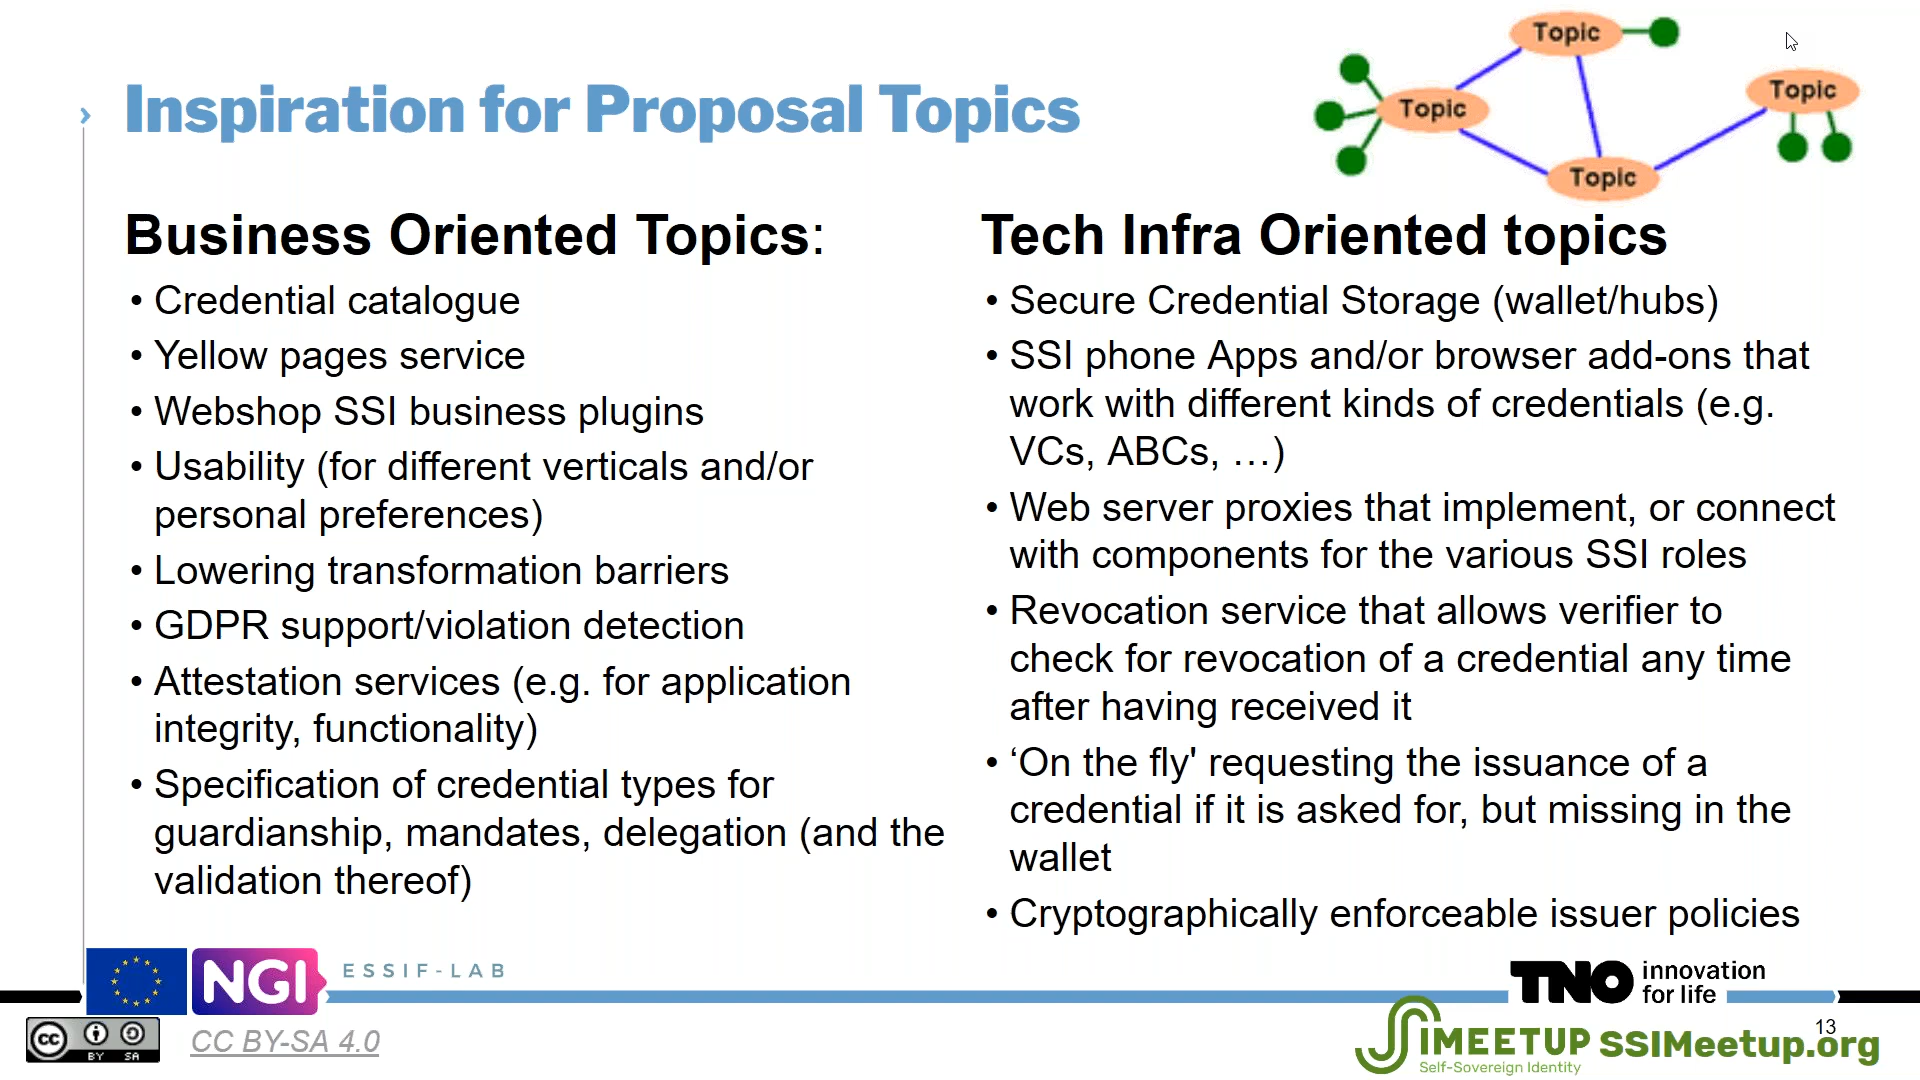 Inspiration for Proposal Topics
Topic
Topic
Topic
Topic
Business Oriented Topics:
• Credential catalogue
• Yellow pages service
• Webshop SSI business plugins
• Usability (for different verticals and/or
personal preferences)
• Lowering transformation barriers
• GDPR support/violation detection
• Attestation services (e.g. for application
integrity, functionality)
• Specification of credential types for
guardianship, mandates, delegation (and the
validation thereof)
Tech Infra Oriented topics
• Secure Credential Storage (wallet/hubs)
• SSI phone Apps and/or browser add-ons that
work with different kinds of credentials (e.g.
VCs, ABCs, …)
• Web server proxies that implement, or connect
with components for the various SSI roles
• Revocation service that allows verifier to
check for revocation of a credential any time
after having received it
• ‘On the fly' requesting the issuance of a
credential if it is asked for, but missing in the
wallet
• Cryptographically enforceable issuer policies
NGI
ESSIF-LAB
TNO innovation
for life
cc BY SA
CC BY-SA 4.0
13
SSIMEETUP
Self-Sovereign Identity
SSIMeetup.org